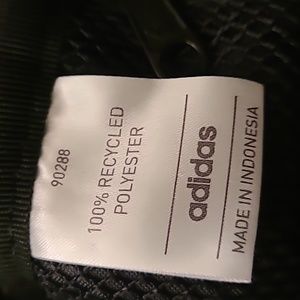 adidas
MADE IN INDONESIA
100% RECYCLED
POLYESTER
90288